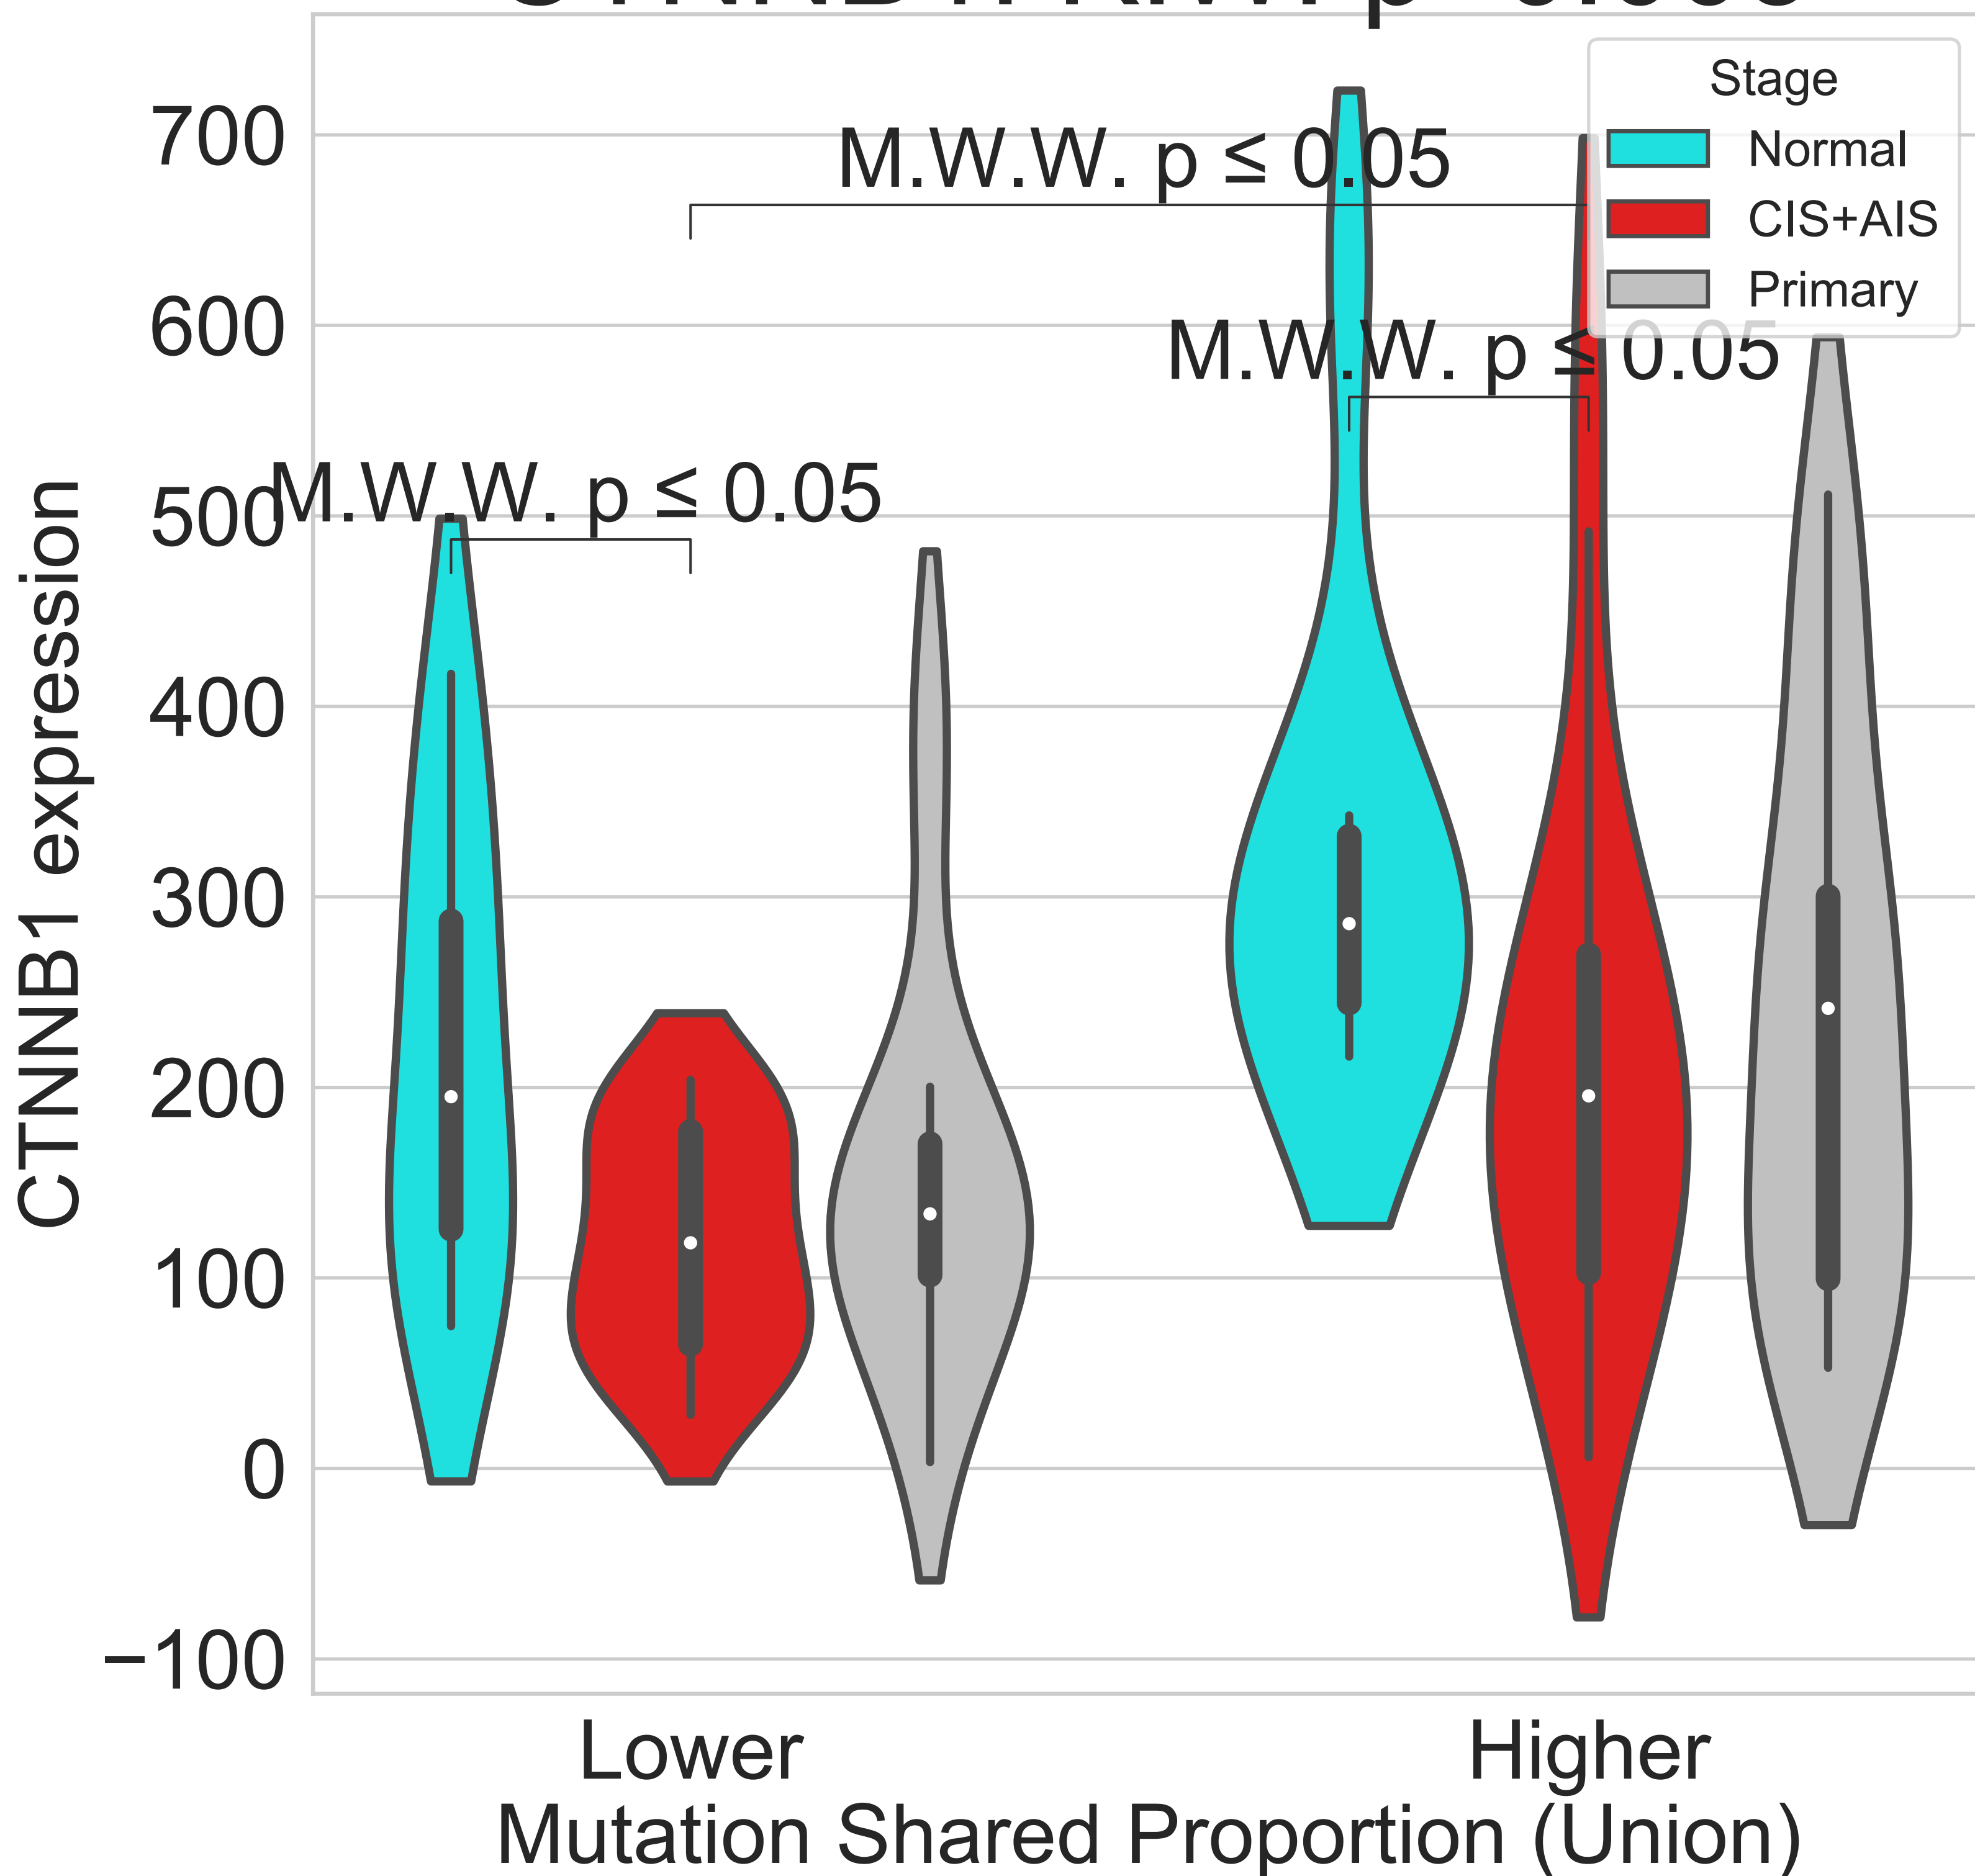 Stage
Normal
CIS+AIS
Primary
M.W.W. p ≤ 0.05
M.W.W. p ≤ 0.05
M.W.W. p ≤ 0.05
700
600
500
400
300
200
100
0
−100
CTNNB1 expression
Lower
Higher
Mutation Shared Proportion (Union)